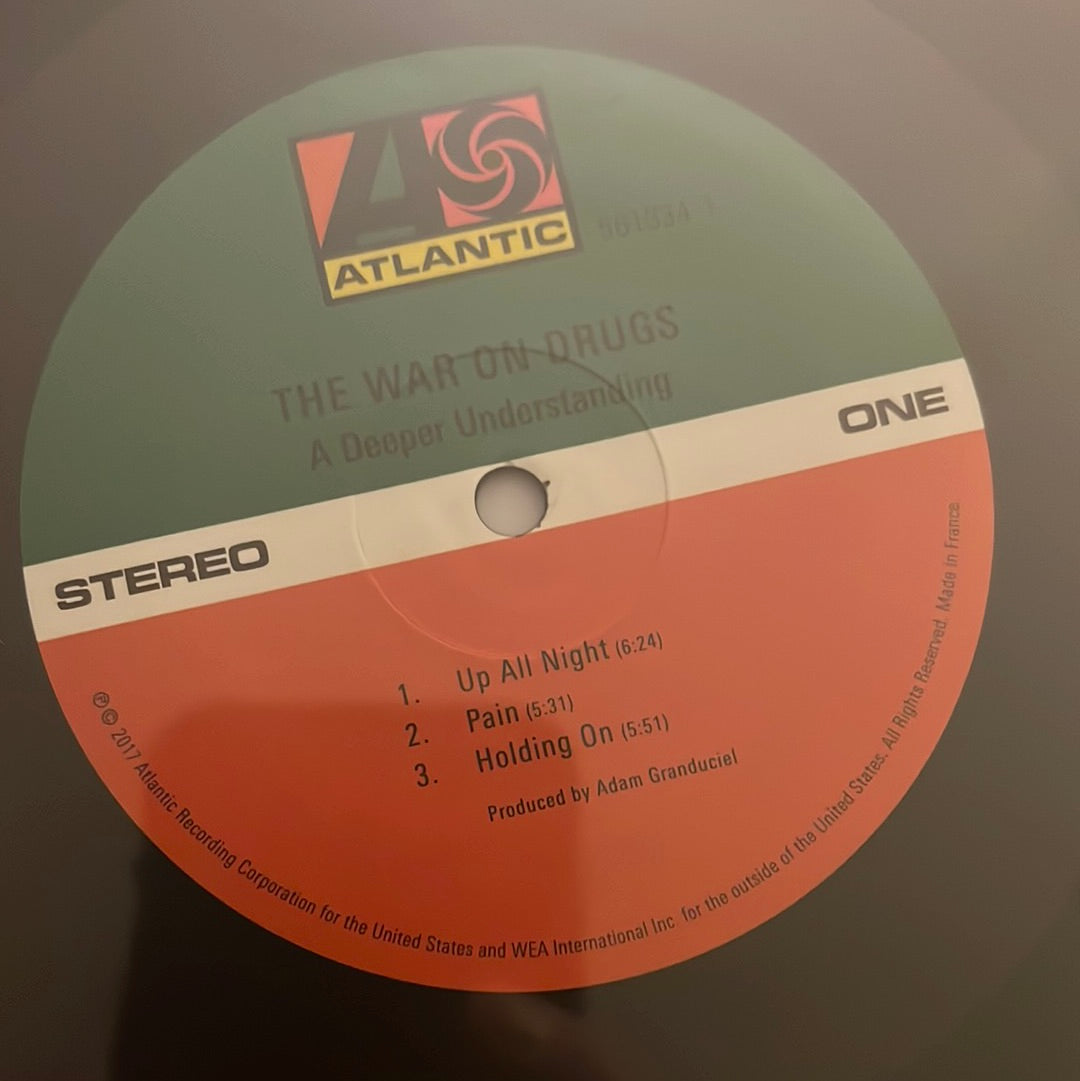 ATLANTIC
THE WAR ON DRUGS
A Deeper Understanding
ONE
STEREO
1. Up All Night (6:24)
2. Pain (5:31)
3. Holding On (5:51)
Produced by Adam Granduciel
℗ © 2017 Atlantic Recording Corporation for the United States and WEA International Inc. for the outside of the United States. All Rights Reserved. Made in France